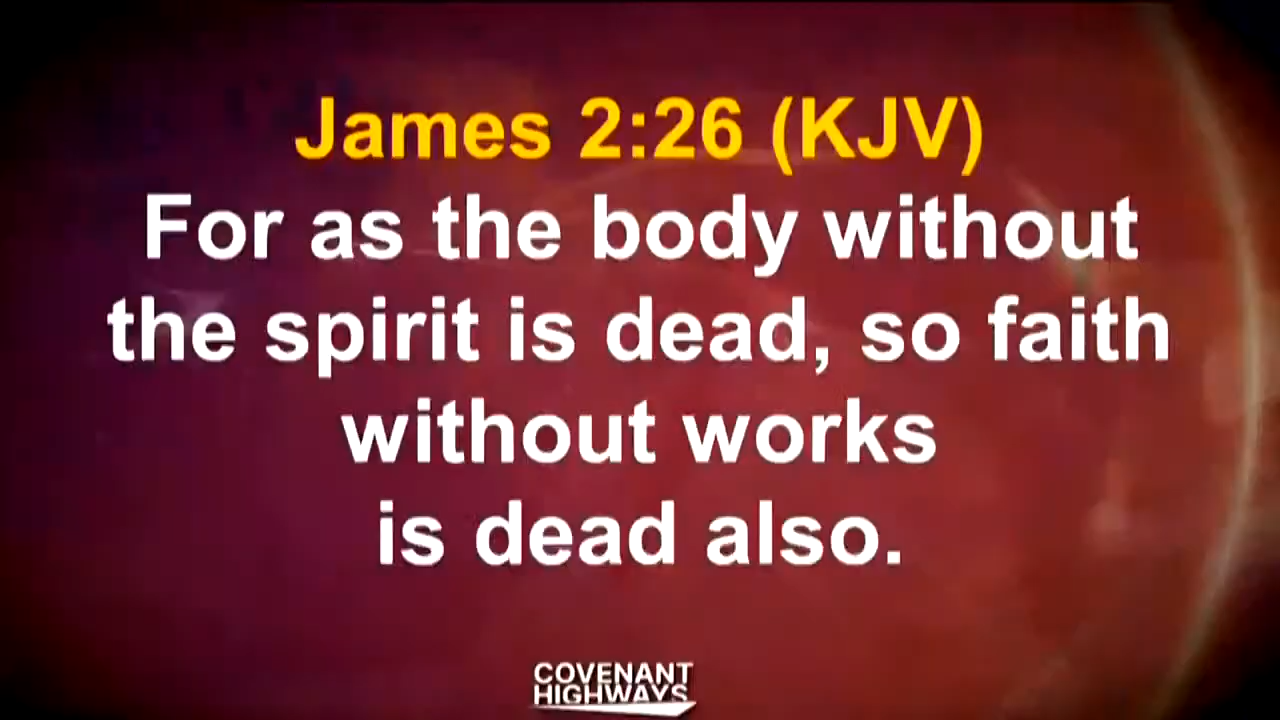 James 2:26 (KJV)
For as the body without
the spirit is dead, so faith
without works
is dead also.
COVENANT
HIGHWAYS